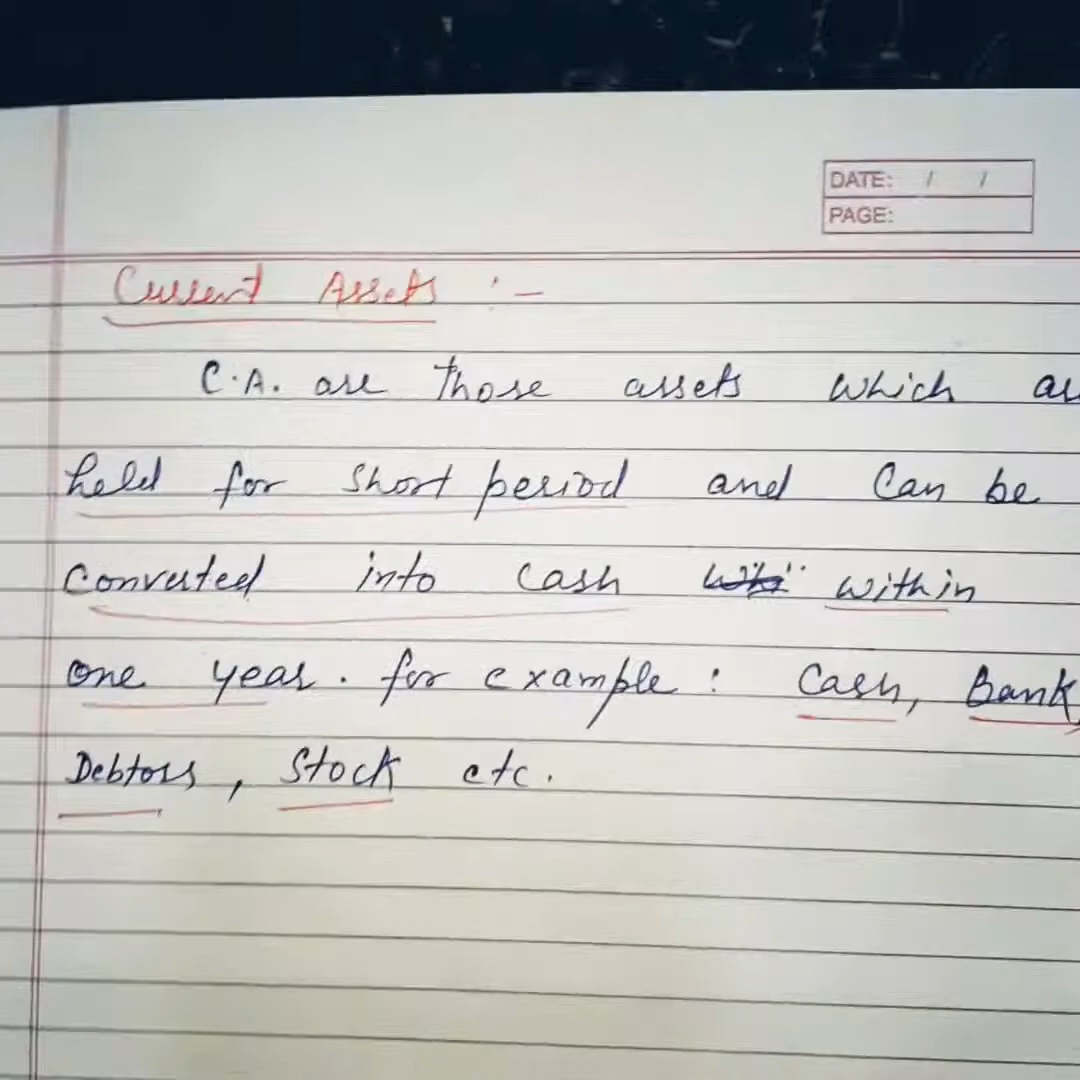 DATE: / /
PAGE:
Current Assets :-
C.A. are those assets which
held for short period and can be
converted into cash within
one year. for example : Cash, Bank,
Debtors, Stock etc.